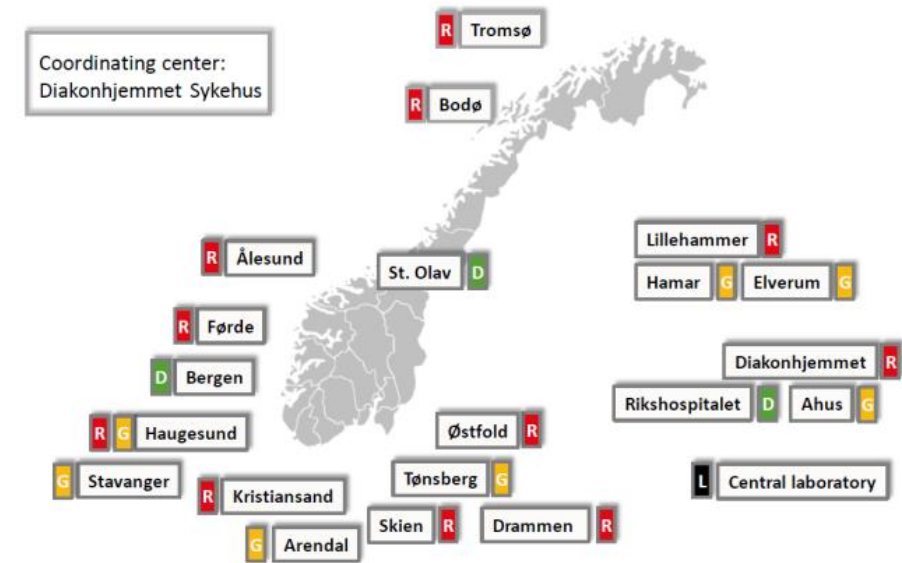 R Tromsø
Coordinating center:
Diakonhjemmet Sykehus
R Bodø
Lillehammer R
R Ålesund
St. Olav D
Hamar G Elverum G
R Førde
Diakonhjemmet R
D Bergen
Rikshospitalet D Ahus G
R G Haugesund
Østfold R
G Stavanger
Tønsberg G
L Central laboratory
R Kristiansand
Skien R Drammen R
G Arendal